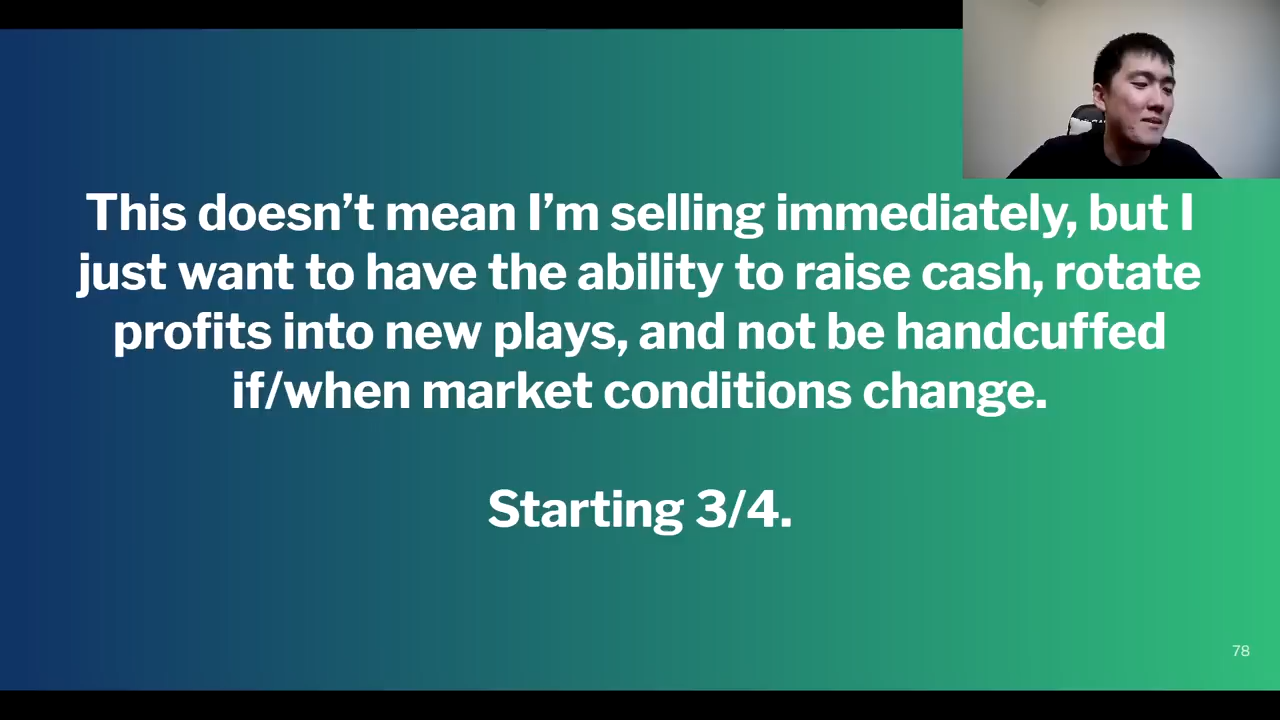 This doesn’t mean I’m selling immediately, but I
just want to have the ability to raise cash, rotate
profits into new plays, and not be handcuffed
if/when market conditions change.
Starting 3/4.
78